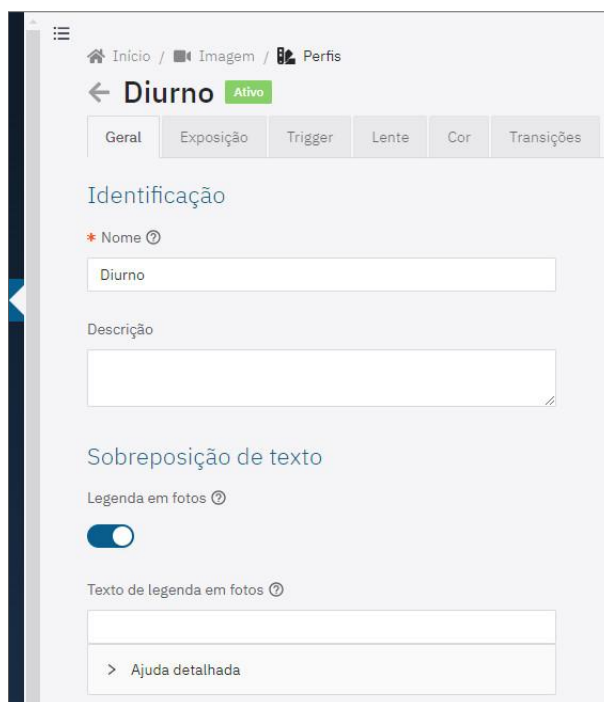 Início / Imagem / Perfis
Diurno Ativo
Geral Exposição Trigger Lente Cor Transições
Identificação
* Nome
Diurno
Descrição
Sobreposição de texto
Legenda em fotos
Texto de legenda em fotos
> Ajuda detalhada